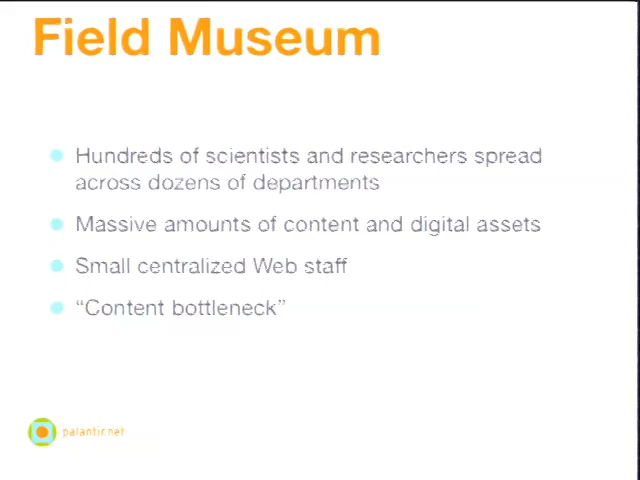 Field Museum
Hundreds of scientists and researchers spread
across dozens of departments
Massive amounts of content and digital assets
Small centralized Web staff
“Content bottleneck”
palantir.net